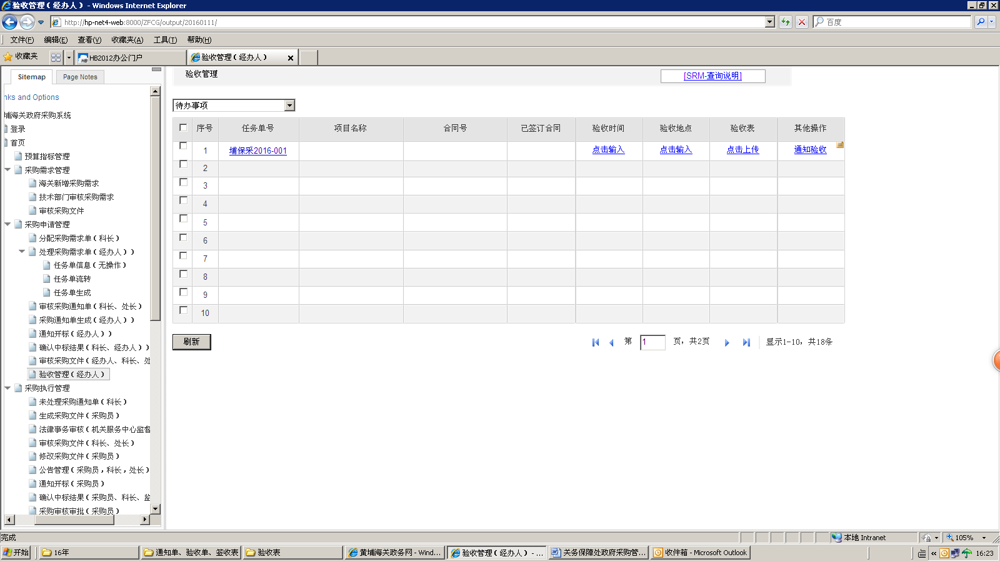 验收管理（经办人） - Windows Internet Explorer
http://hp-net4-web:8000/ZFCG/output/20160111/
百度
文件(F) 编辑(E) 查看(V) 收藏夹(A) 工具(T) 帮助(H)
收藏夹 HB2012办公门户 验收管理（经办人）
Sitemap Page Notes
nks and Options
埔海关政府采购系统
登录
首页
预算指标管理
采购需求管理
海关新增采购需求
技术部门审核采购需求
审核采购文件
采购申请管理
分配采购需求单（科长）
处理采购需求单（经办人））
任务单信息（无操作）
任务单流转
任务单生成
审核采购通知单（科长、处长）
采购通知单生成（经办人））
通知开标（经办人））
确认中标结果（科长、经办人））
审核采购文件（经办人、科长、处
验收管理（经办人）
采购执行管理
未处理采购通知单（科长）
生成采购文件（采购员）
法律事务审核（机关服务中心监督
审核采购文件（科长、处长）
修改采购文件（采购员）
公告管理（采购员，科长，处长）
通知开标（采购员）
确认中标结果（采购员、科长、监
采购审核审批（采购员）
验收管理
[SRM-查询说明]
待办事项
序号 任务单号 项目名称 合同号 已签订合同 验收时间 验收地点 验收表 其他操作
1 埔保采2016-001 点击输入 点击输入 点击上传 通知验收
2
3
4
5
6
7
8
9
10
刷新 第 1 页，共2页 显示1-10，共18条
完成 本地 Intranet 105%
开始 16年 通知单、验收单、签收表 验收表 黄埔海关政务网 - Wind... 验收管理（经办人） - ... 关务保障处政府采购管... 收件箱 - Microsoft Outlook « 16:23